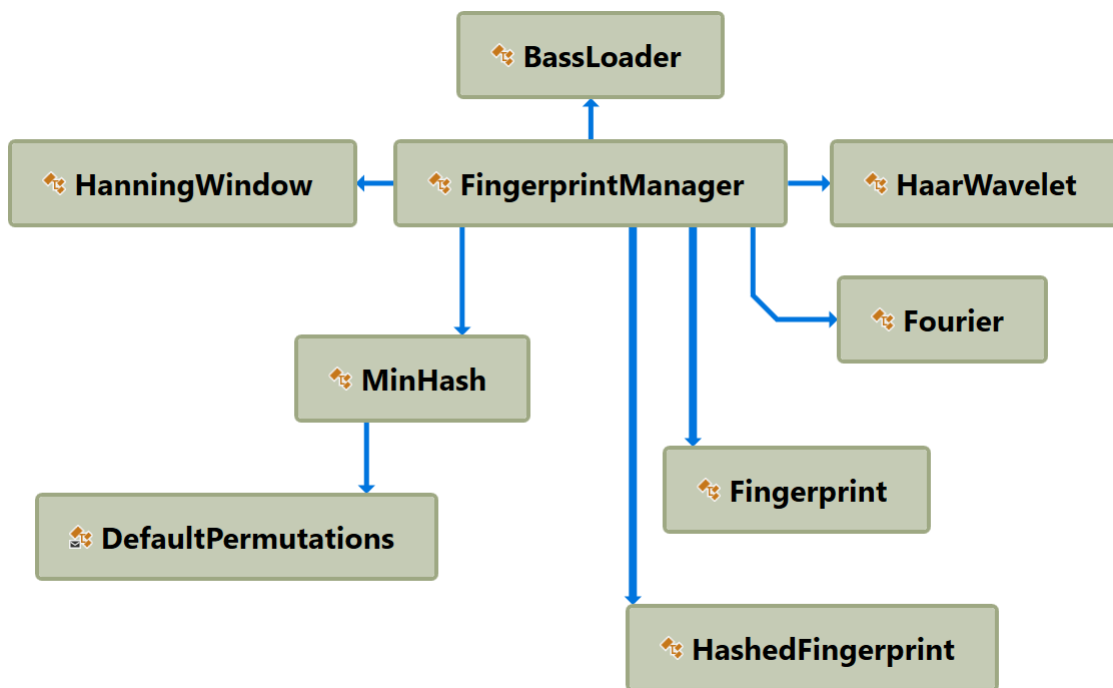 BassLoader
HanningWindow
FingerprintManager
HaarWavelet
Fourier
MinHash
Fingerprint
DefaultPermutations
HashedFingerprint